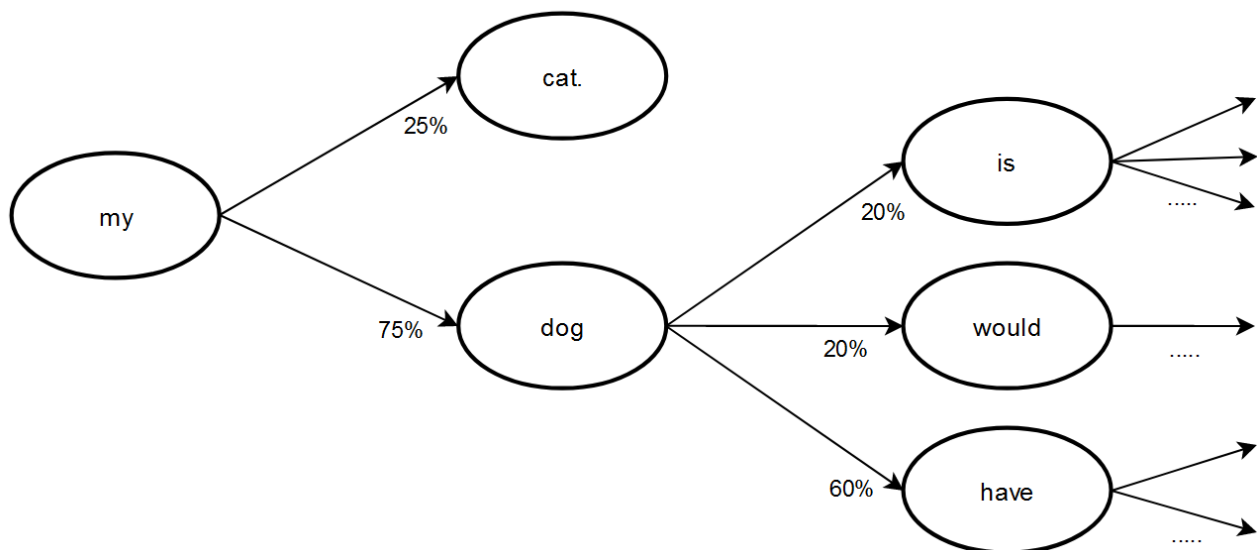 my
cat.
25%
75%
dog
20%
is
.....
20%
would
.....
60%
have
.....